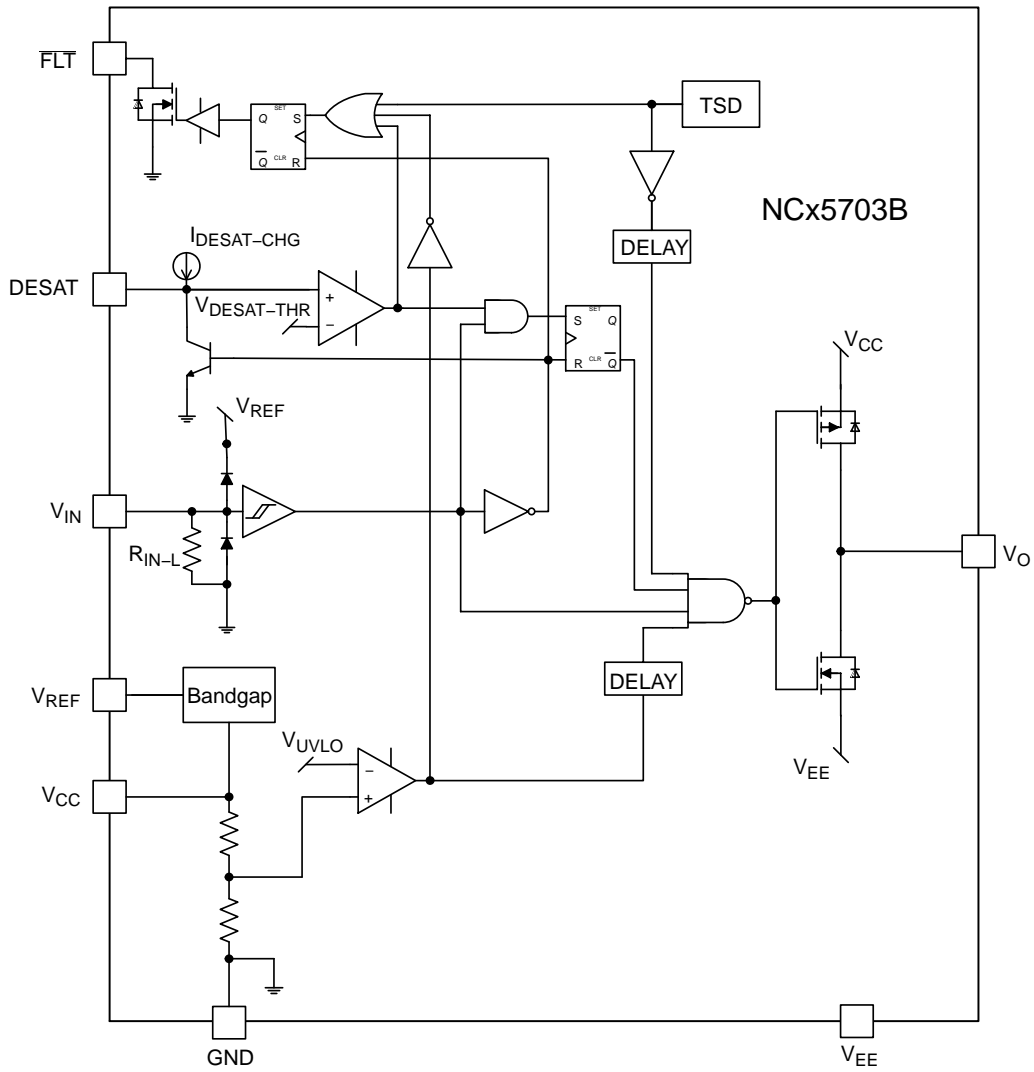 FLT
SET
Q
S
Q
CLR
R
TSD
NCx5703B
DELAY
IDESAT−CHG
DESAT
VDESAT−THR
+
−
SET
S
Q
R
CLR
Q
VCC
VREF
VIN
RIN−L
VO
VREF
Bandgap
DELAY
VUVLO
−
+
VEE
VCC
GND
VEE